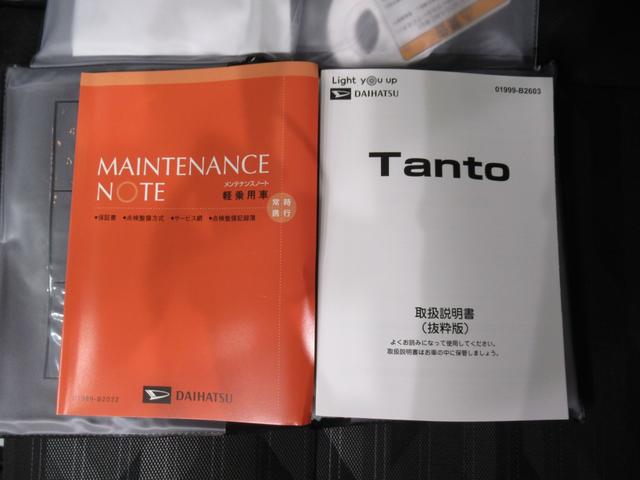 MAINTENANCE
NOTE
メンテナンスノート
軽乗用車
常時
携行
•保証書 •点検整備方式 •サービス網 •点検整備記録簿
DAIHATSU
01989-B2022
Light you up
DAIHATSU
01999-B2603
Tanto
取扱説明書
(抜粋版)
よくお読みになって使用してください。
取扱説明書はお車の中に保管しましょう。